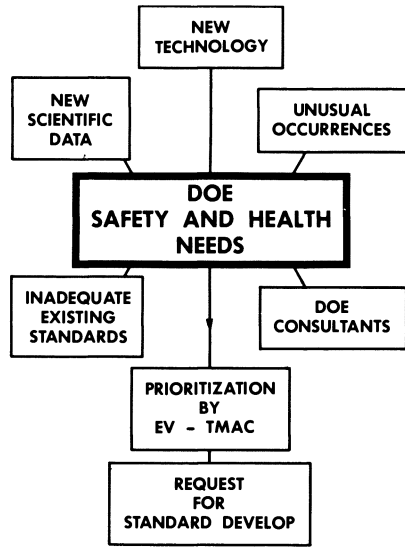 NEW
TECHNOLOGY
NEW
SCIENTIFIC
DATA
UNUSUAL
OCCURRENCES
DOE
SAFETY AND HEALTH
NEEDS
INADEQUATE
EXISTING
STANDARDS
DOE
CONSULTANTS
PRIORITIZATION
BY
EV - TMAC
REQUEST
FOR
STANDARD DEVELOP